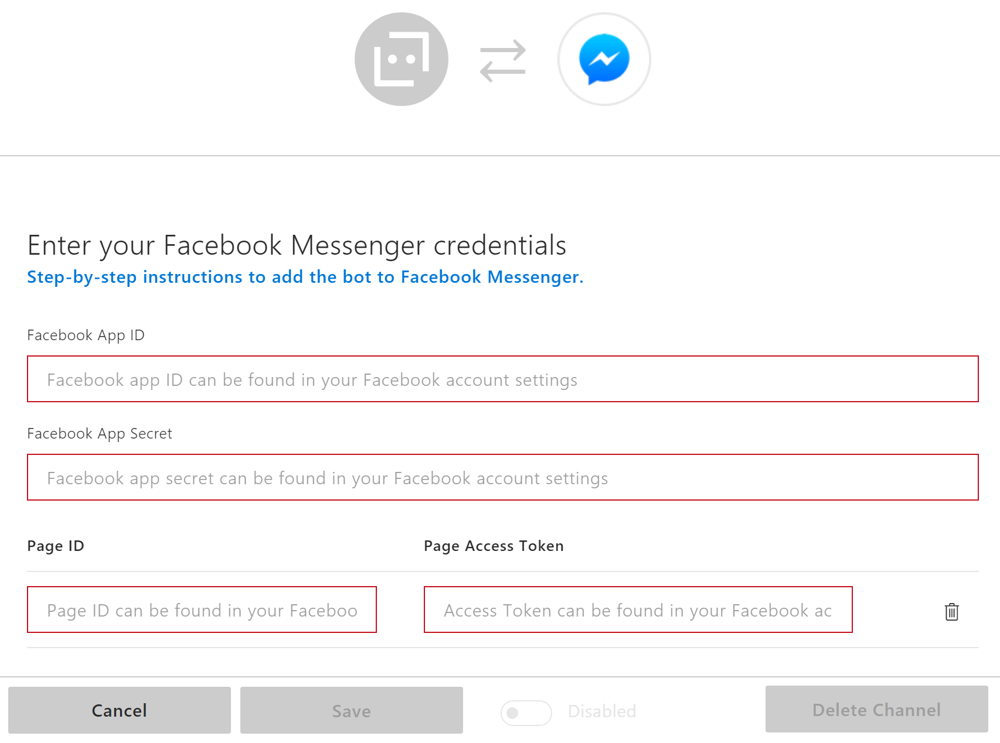 Enter your Facebook Messenger credentials
Step-by-step instructions to add the bot to Facebook Messenger.
Facebook App ID
Facebook app ID can be found in your Facebook account settings
Facebook App Secret
Facebook app secret can be found in your Facebook account settings
Page ID Page Access Token
Page ID can be found in your Faceboo Access Token can be found in your Facebook ac
Cancel Save Disabled Delete Channel